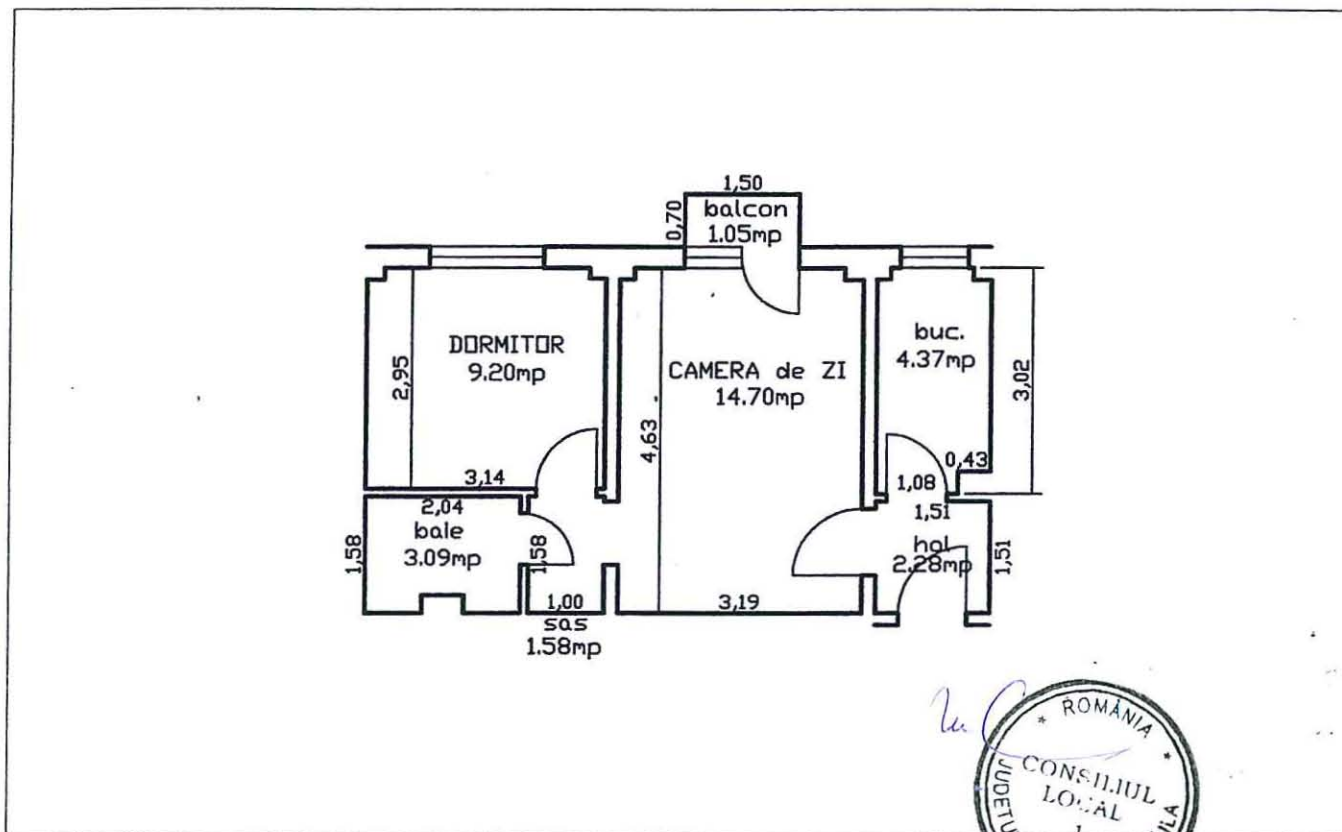 1,50
0,70
balcon
1.05mp
DORMITOR
9.20mp
2,95
3,14
CAMERA de ZI
14.70mp
4,63
3,19
buc.
4.37mp
3,02
0,43
1,08
1,51
hol
2.28mp
1,51
2,04
baie
3.09mp
1,58
1,58
1,00
sas
1.58mp
* ROMÂNIA *
CONSILIUL
LOCAL